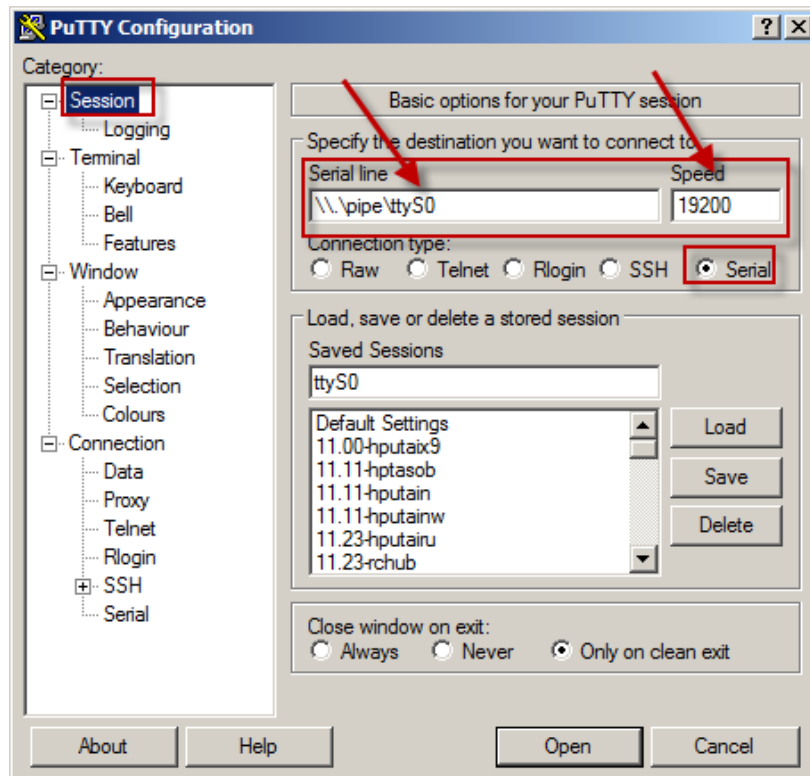 PuTTY Configuration
Category:
Session
Logging
Terminal
Keyboard
Bell
Features
Window
Appearance
Behaviour
Translation
Selection
Colours
Connection
Data
Proxy
Telnet
Rlogin
SSH
Serial
Basic options for your PuTTY session
Specify the destination you want to connect to
Serial line Speed
\\.\pipe\ttyS0 19200
Connection type:
Raw Telnet Rlogin SSH Serial
Load, save or delete a stored session
Saved Sessions
ttyS0
Default Settings
11.00-hputaix9
11.11-hptasob
11.11-hputain
11.11-hputainw
11.23-hputairu
11.23-rchub
Load
Save
Delete
Close window on exit:
Always Never Only on clean exit
About Help Open Cancel